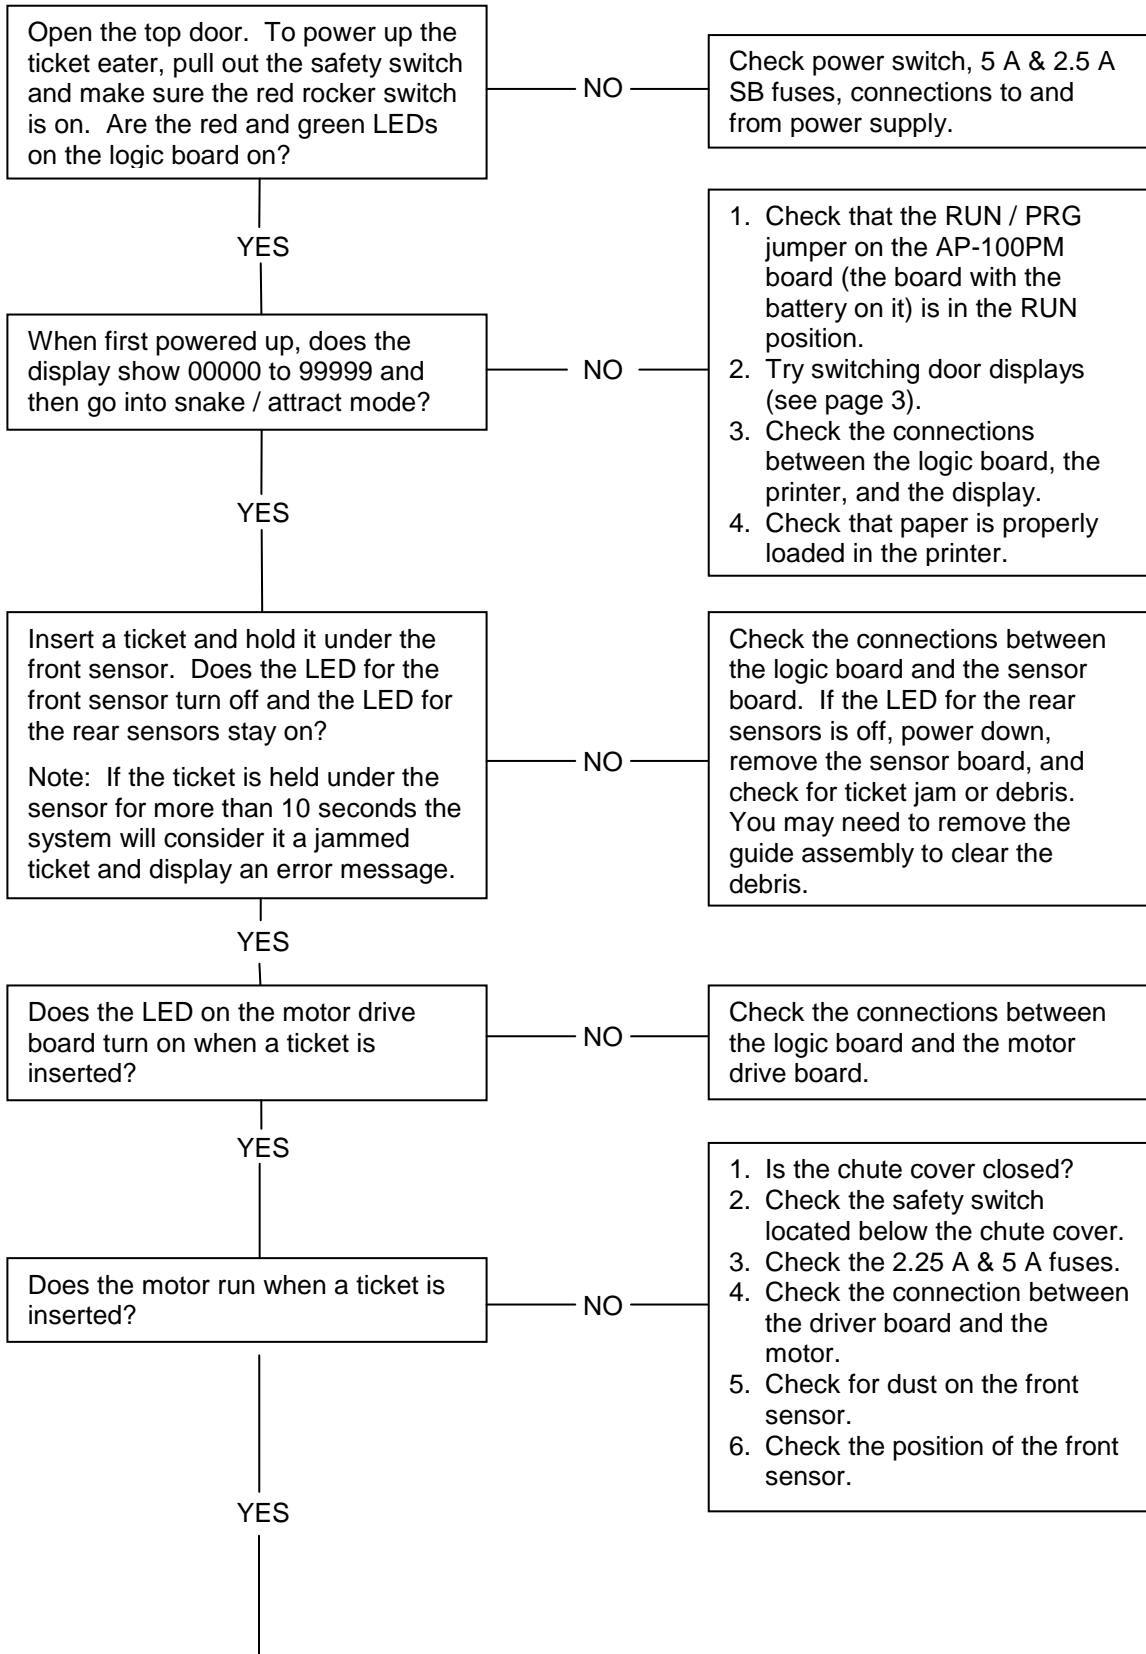 Open the top door.  To power up the
ticket eater, pull out the safety switch
and make sure the red rocker switch
is on.  Are the red and green LEDs
on the logic board on?
NO
Check power switch, 5 A & 2.5 A
SB fuses, connections to and
from power supply.
YES
When first powered up, does the
display show 00000 to 99999 and
then go into snake / attract mode?
NO
1. Check that the RUN / PRG
jumper on the AP-100PM
board (the board with the
battery on it) is in the RUN
position.
2. Try switching door displays
(see page 3).
3. Check the connections
between the logic board, the
printer, and the display.
4. Check that paper is properly
loaded in the printer.
YES
Insert a ticket and hold it under the
front sensor.  Does the LED for the
front sensor turn off and the LED for
the rear sensors stay on?
Note:  If the ticket is held under the
sensor for more than 10 seconds the
system will consider it a jammed
ticket and display an error message.
NO
Check the connections between
the logic board and the sensor
board.  If the LED for the rear
sensors is off, power down,
remove the sensor board, and
check for ticket jam or debris.
You may need to remove the
guide assembly to clear the
debris.
YES
Does the LED on the motor drive
board turn on when a ticket is
inserted?
NO
Check the connections between
the logic board and the motor
drive board.
YES
Does the motor run when a ticket is
inserted?
NO
1. Is the chute cover closed?
2. Check the safety switch
located below the chute cover.
3. Check the 2.25 A & 5 A fuses.
4. Check the connection between
the driver board and the
motor.
5. Check for dust on the front
sensor.
6. Check the position of the front
sensor.
YES